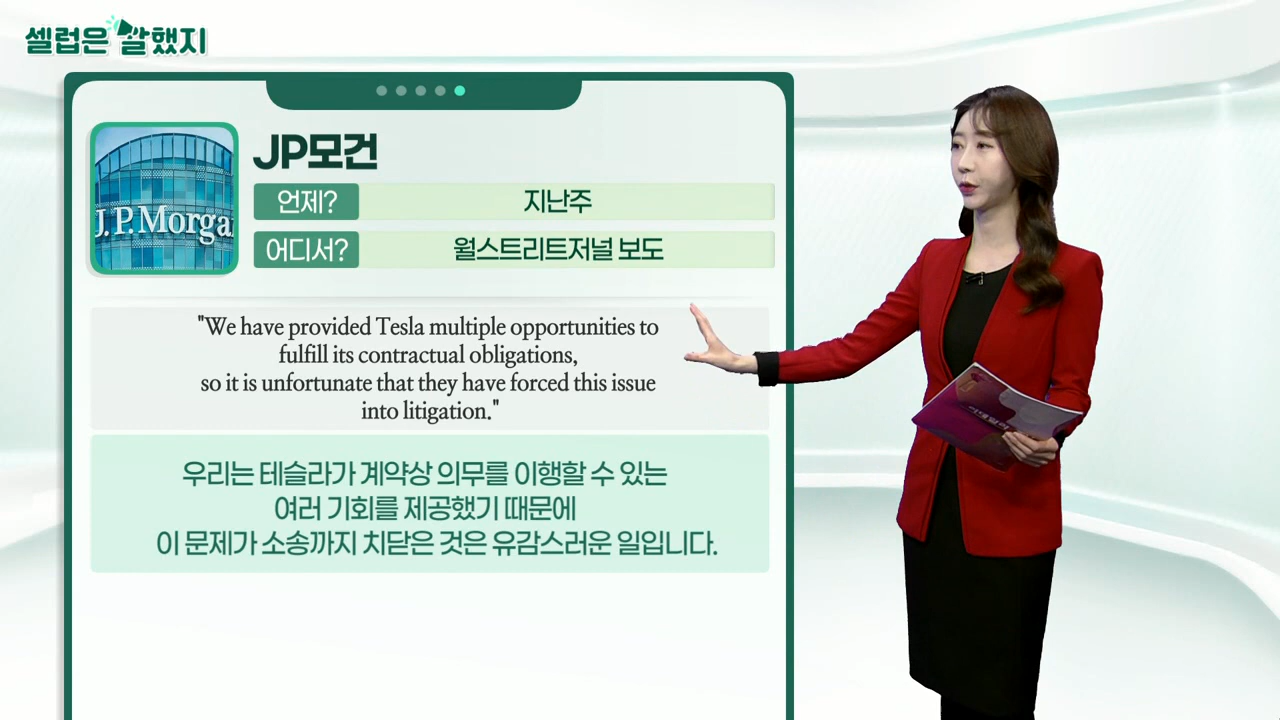 셀럽은 말했지
J.P.Morga
JP모건
언제?
지난주
어디서?
월스트리트저널 보도
"We have provided Tesla multiple opportunities to
fulfill its contractual obligations,
so it is unfortunate that they have forced this issue
into litigation."
우리는 테슬라가 계약상 의무를 이행할 수 있는
여러 기회를 제공했기 때문에
이 문제가 소송까지 치닫은 것은 유감스러운 일입니다.